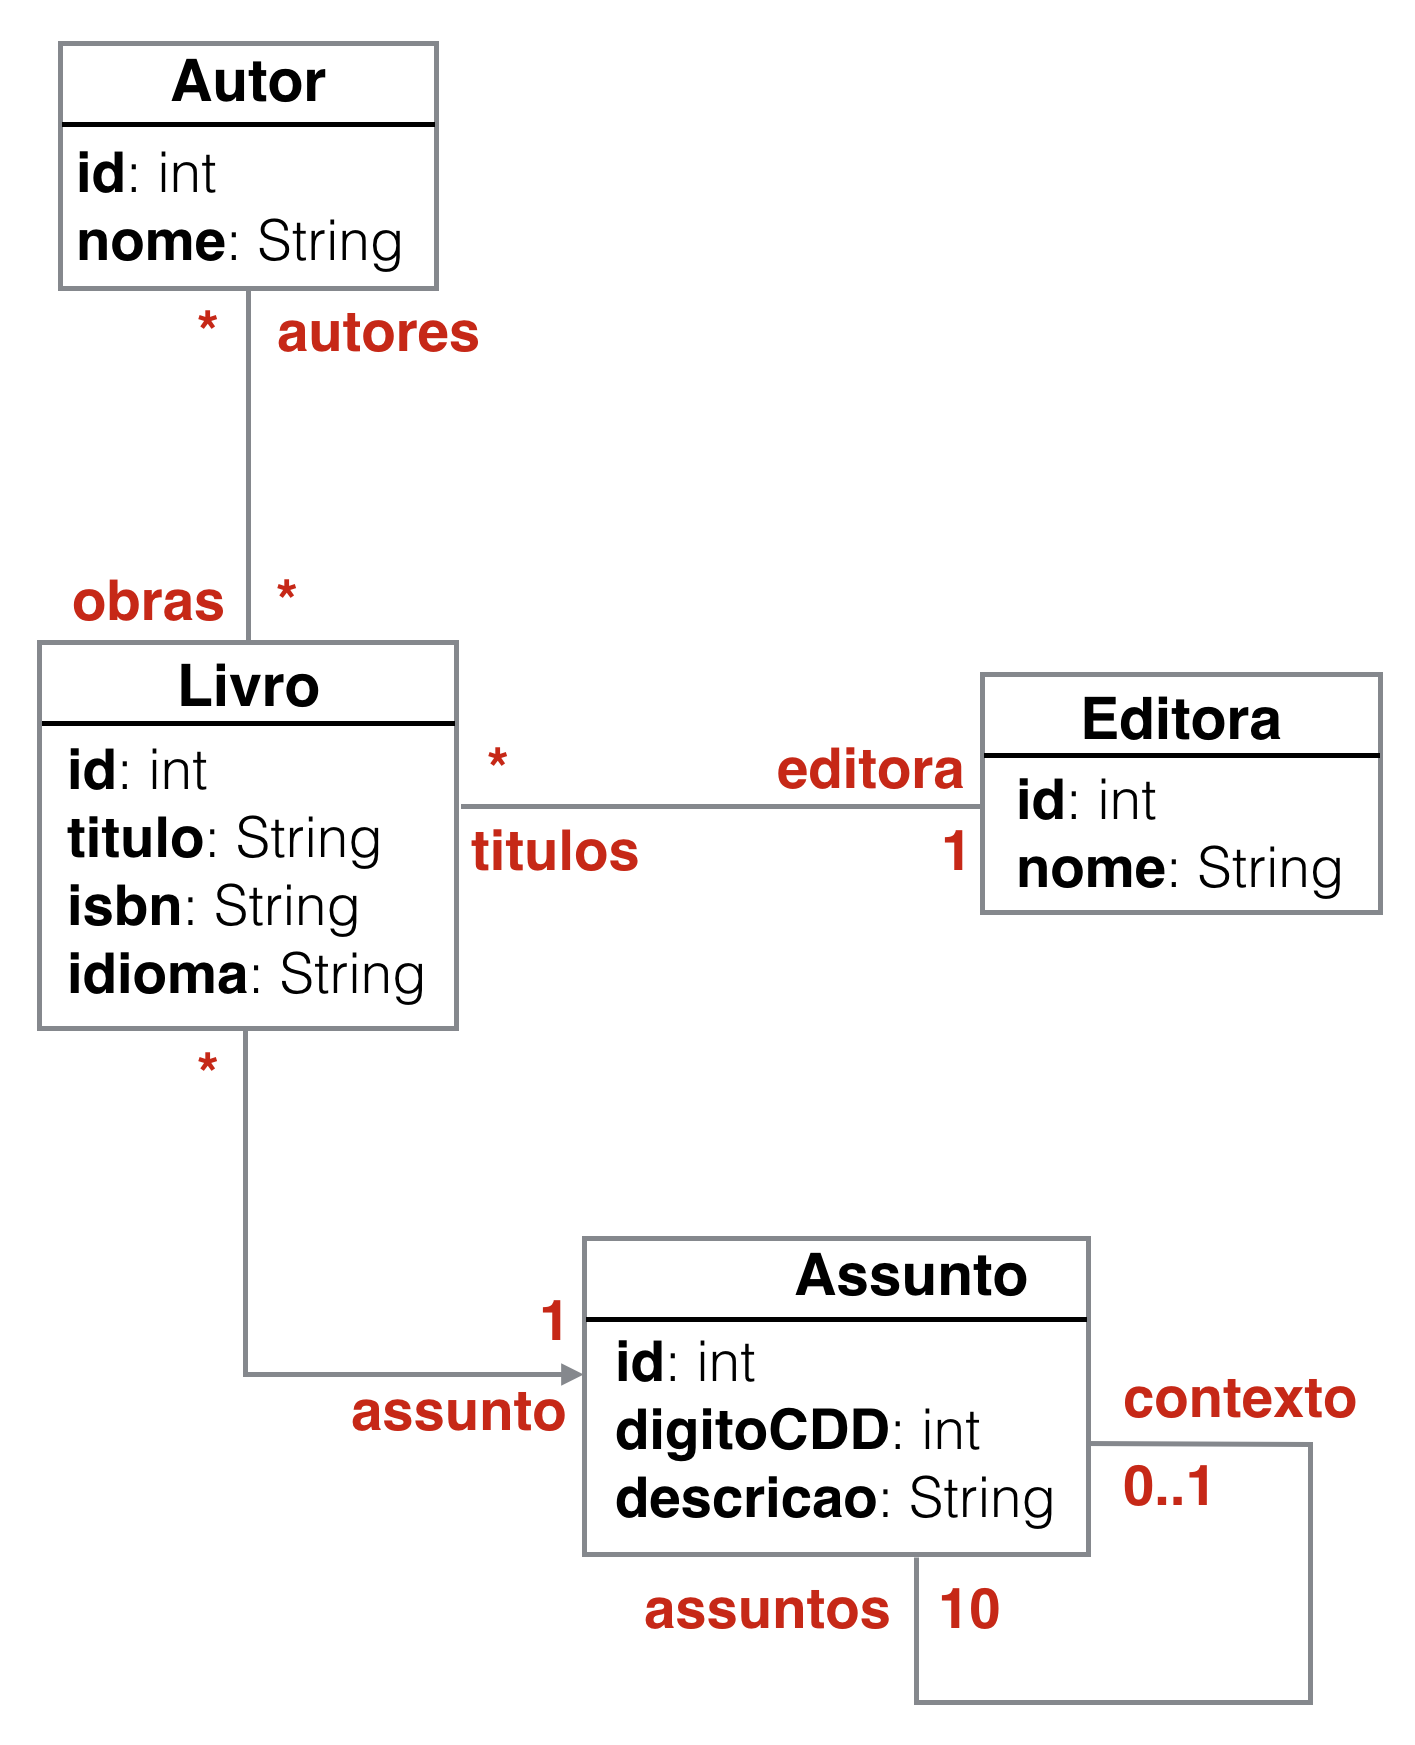 Autor
id: int
nome: String
* autores
obras *
Livro
id: int
titulo: String
isbn: String
idioma: String
* editora
titulos 1
Editora
id: int
nome: String
*
1
assunto
Assunto
id: int
digitoCDD: int
descricao: String
contexto
0..1
assuntos 10